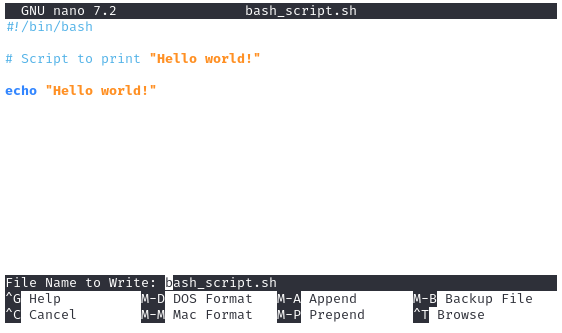 GNU nano 7.2 bash_script.sh
#!/bin/bash
# Script to print "Hello world!"
echo "Hello world!"
File Name to Write: bash_script.sh
^G Help M-D DOS Format M-A Append M-B Backup File
^C Cancel M-M Mac Format M-P Prepend ^T Browse